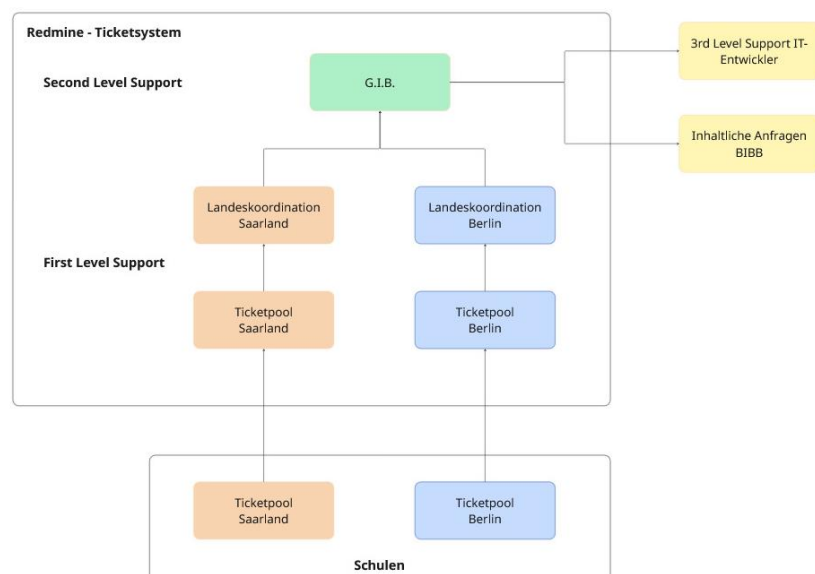 Redmine - Ticketsystem
3rd Level Support IT-
Entwickler
Second Level Support
G.I.B.
Inhaltliche Anfragen
BIBB
Landeskoordination
Saarland
Landeskoordination
Berlin
First Level Support
Ticketpool
Saarland
Ticketpool
Berlin
Ticketpool
Saarland
Ticketpool
Berlin
Schulen